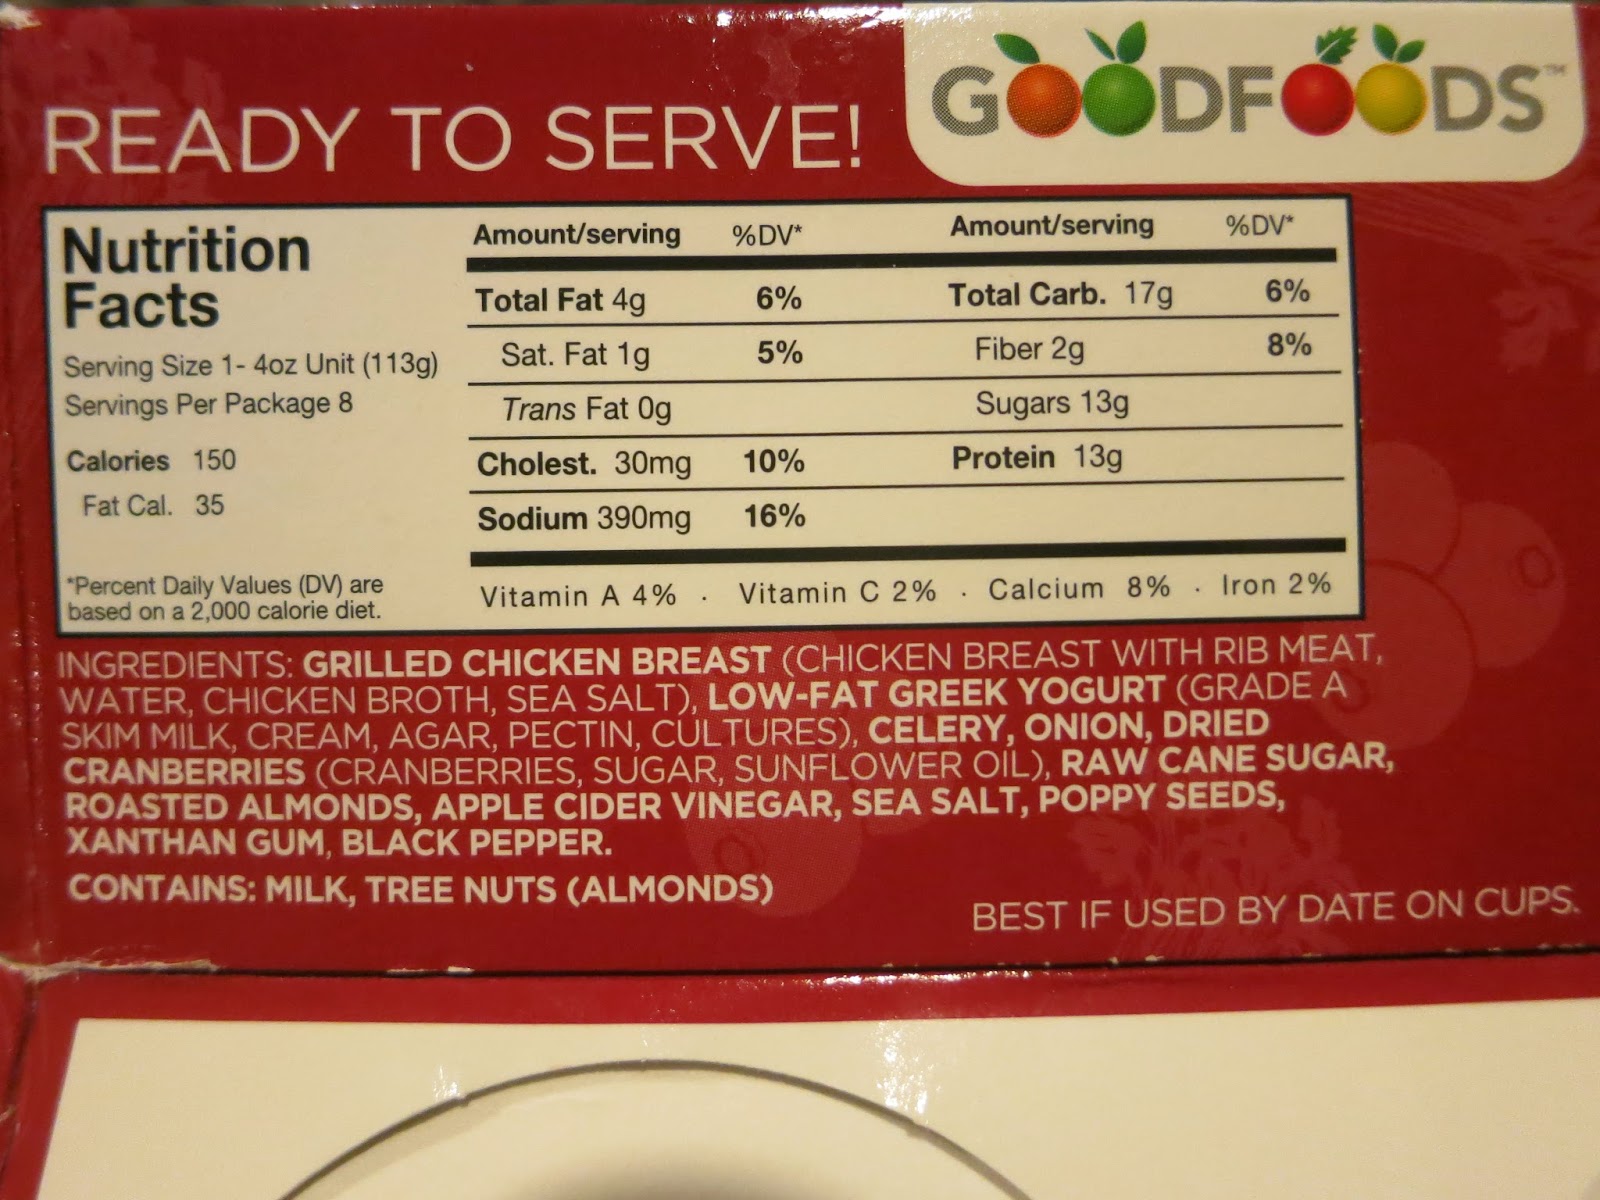 GOODFOODS™
READY TO SERVE!
Nutrition
Facts
Serving Size 1- 4oz Unit (113g)
Servings Per Package 8
Calories 150
Fat Cal. 35
*Percent Daily Values (DV) are
based on a 2,000 calorie diet.
Amount/serving %DV* Amount/serving %DV*
Total Fat 4g 6% Total Carb. 17g 6%
Sat. Fat 1g 5% Fiber 2g 8%
Trans Fat 0g Sugars 13g
Cholest. 30mg 10% Protein 13g
Sodium 390mg 16%
Vitamin A 4% · Vitamin C 2% · Calcium 8% · Iron 2%
INGREDIENTS: GRILLED CHICKEN BREAST (CHICKEN BREAST WITH RIB MEAT,
WATER, CHICKEN BROTH, SEA SALT), LOW-FAT GREEK YOGURT (GRADE A
SKIM MILK, CREAM, AGAR, PECTIN, CULTURES), CELERY, ONION, DRIED
CRANBERRIES (CRANBERRIES, SUGAR, SUNFLOWER OIL), RAW CANE SUGAR,
ROASTED ALMONDS, APPLE CIDER VINEGAR, SEA SALT, POPPY SEEDS,
XANTHAN GUM, BLACK PEPPER.
CONTAINS: MILK, TREE NUTS (ALMONDS)
BEST IF USED BY DATE ON CUPS.